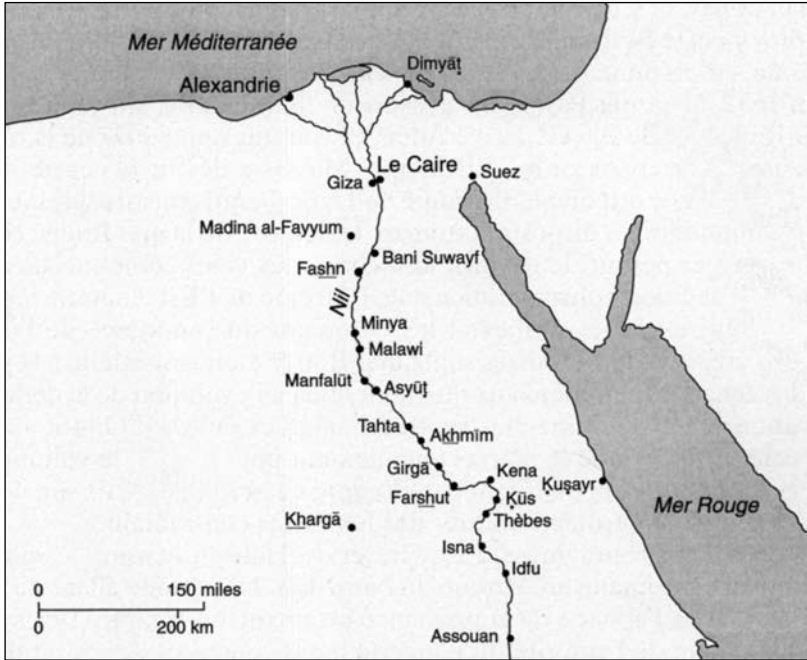 Mer Méditerranée
Dimyāṭ
Alexandrie
Le Caire
Giza
Suez
Madina al-Fayyum
Bani Suwayf
Fashn
Nil
Minya
Malawi
Manfalūt
Asyūṭ
Tahta
Akhmīm
Girgā
Kena
Farshut
Kūs
Ḳuṣayr
Khargā
Thèbes
Mer Rouge
Isna
Idfu
0 150 miles
0 200 km
Assouan